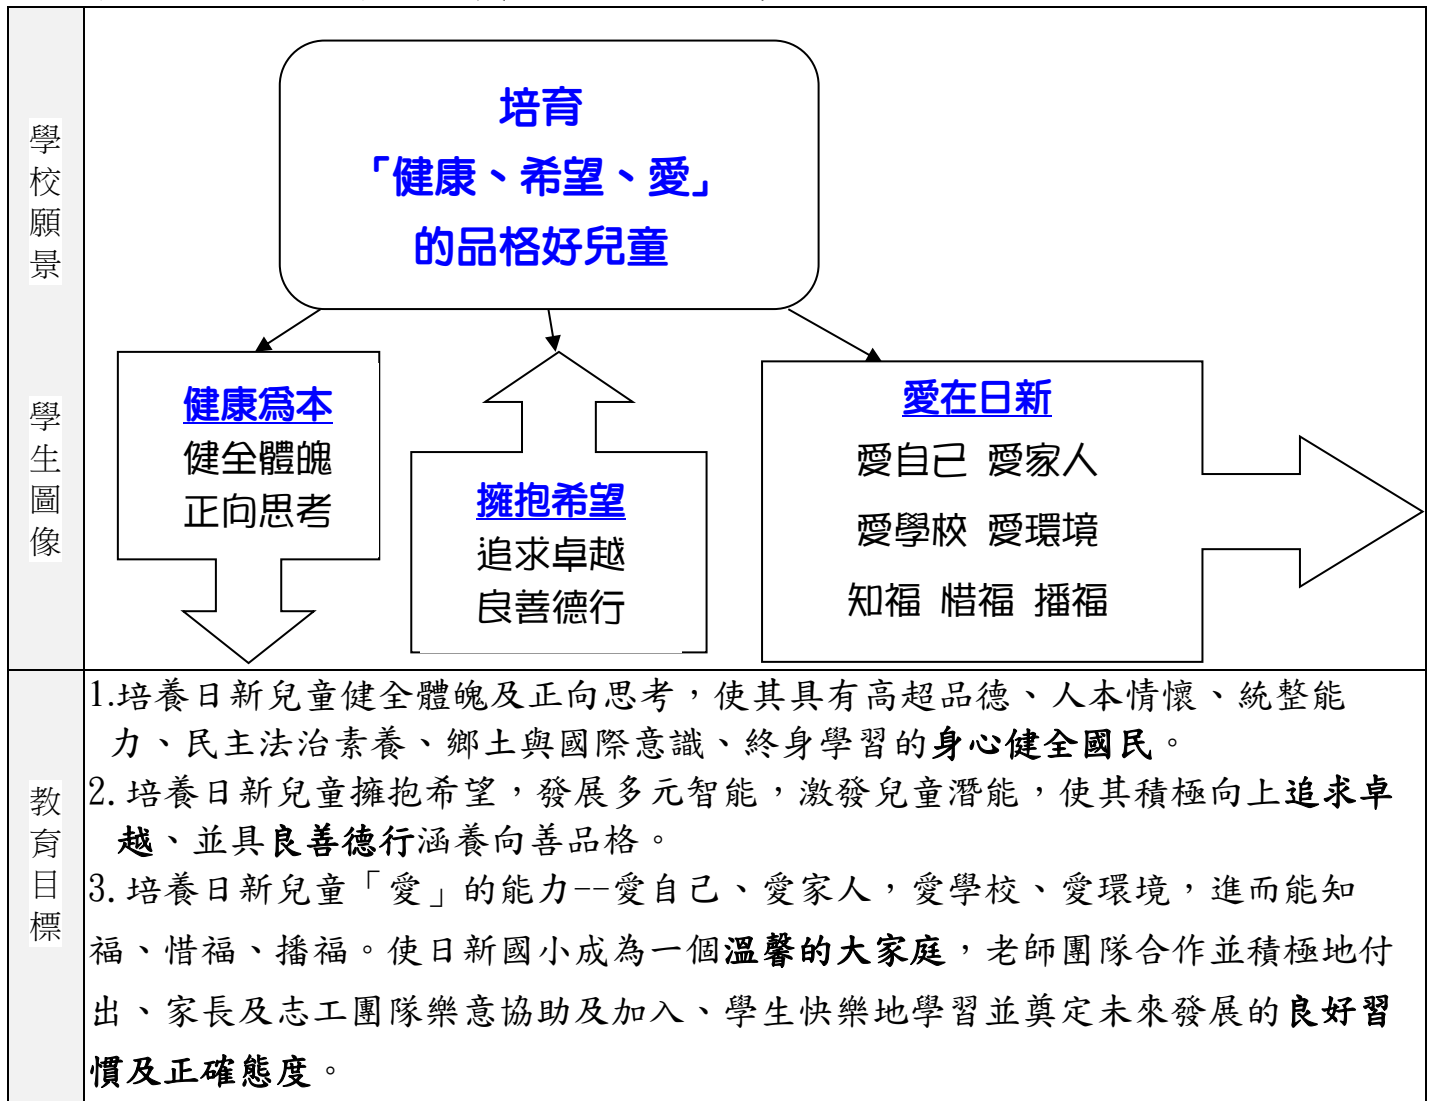 學校願景
培育
「健康、希望、愛」
的品格好兒童
學生圖像
健康為本
健全體魄
正向思考
擁抱希望
追求卓越
良善德行
愛在日新
愛自己 愛家人
愛學校 愛環境
知福 惜福 播福
教育目標
1.培養日新兒童健全體魄及正向思考，使其具有高超品德、人本情懷、統整能
力、民主法治素養、鄉土與國際意識、終身學習的身心健全國民。
2.培養日新兒童擁抱希望，發展多元智能，激發兒童潛能，使其積極向上追求卓
越、並具良善德行涵養向善品格。
3.培養日新兒童「愛」的能力--愛自己、愛家人，愛學校、愛環境，進而能知
福、惜福、播福。使日新國小成為一個溫馨的大家庭，老師團隊合作並積極地付
出、家長及志工團隊樂意協助及加入、學生快樂地學習並奠定未來發展的良好習
慣及正確態度。